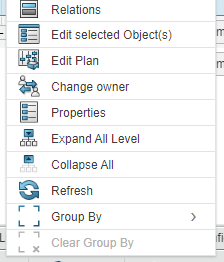 Relations
Edit selected Object(s)
Edit Plan
Change owner
Properties
Expand All Level
Collapse All
Refresh
Group By
Clear Group By